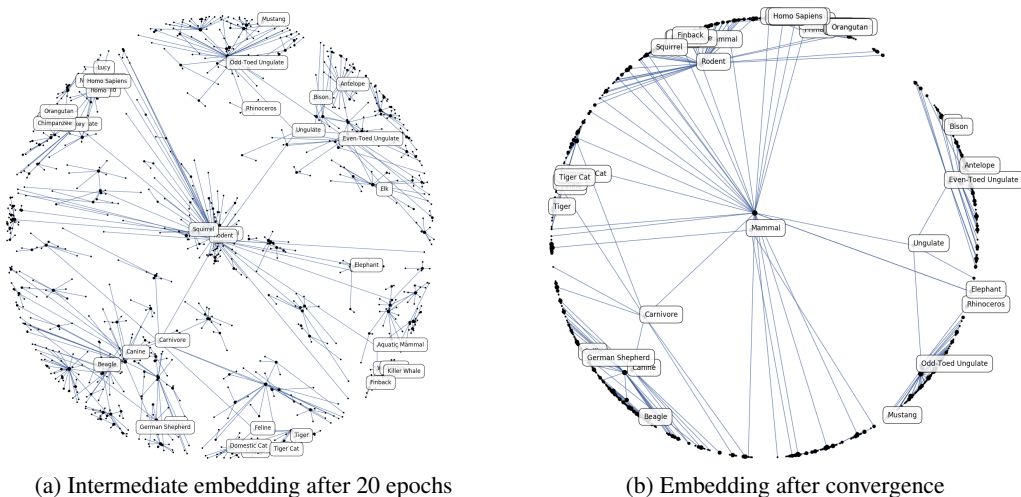 Mustang
Odd-Toed Ungulate
Lucy
Homo Sapiens
Antelope
Bison
Rhinoceros
Orangutan
Chimpanzee
Ungulate
Even-Toed Ungulate
Elk
Squirrel
Elephant
Carnivore
Aquatic Mammal
Canine
Beagle
Killer Whale
Finback
German Shepherd
Feline
Tiger
Domestic Cat
Tiger Cat
(a) Intermediate embedding after 20 epochs
Homo Sapiens
Orangutan
Finback
Squirrel
Rodent
Bison
Antelope
Tiger Cat
Cat
Even-Toed Ungulate
Tiger
Mammal
Ungulate
Elephant
Rhinoceros
Carnivore
German Shepherd
Canine
Odd-Toed Ungulate
Beagle
Mustang
(b) Embedding after convergence